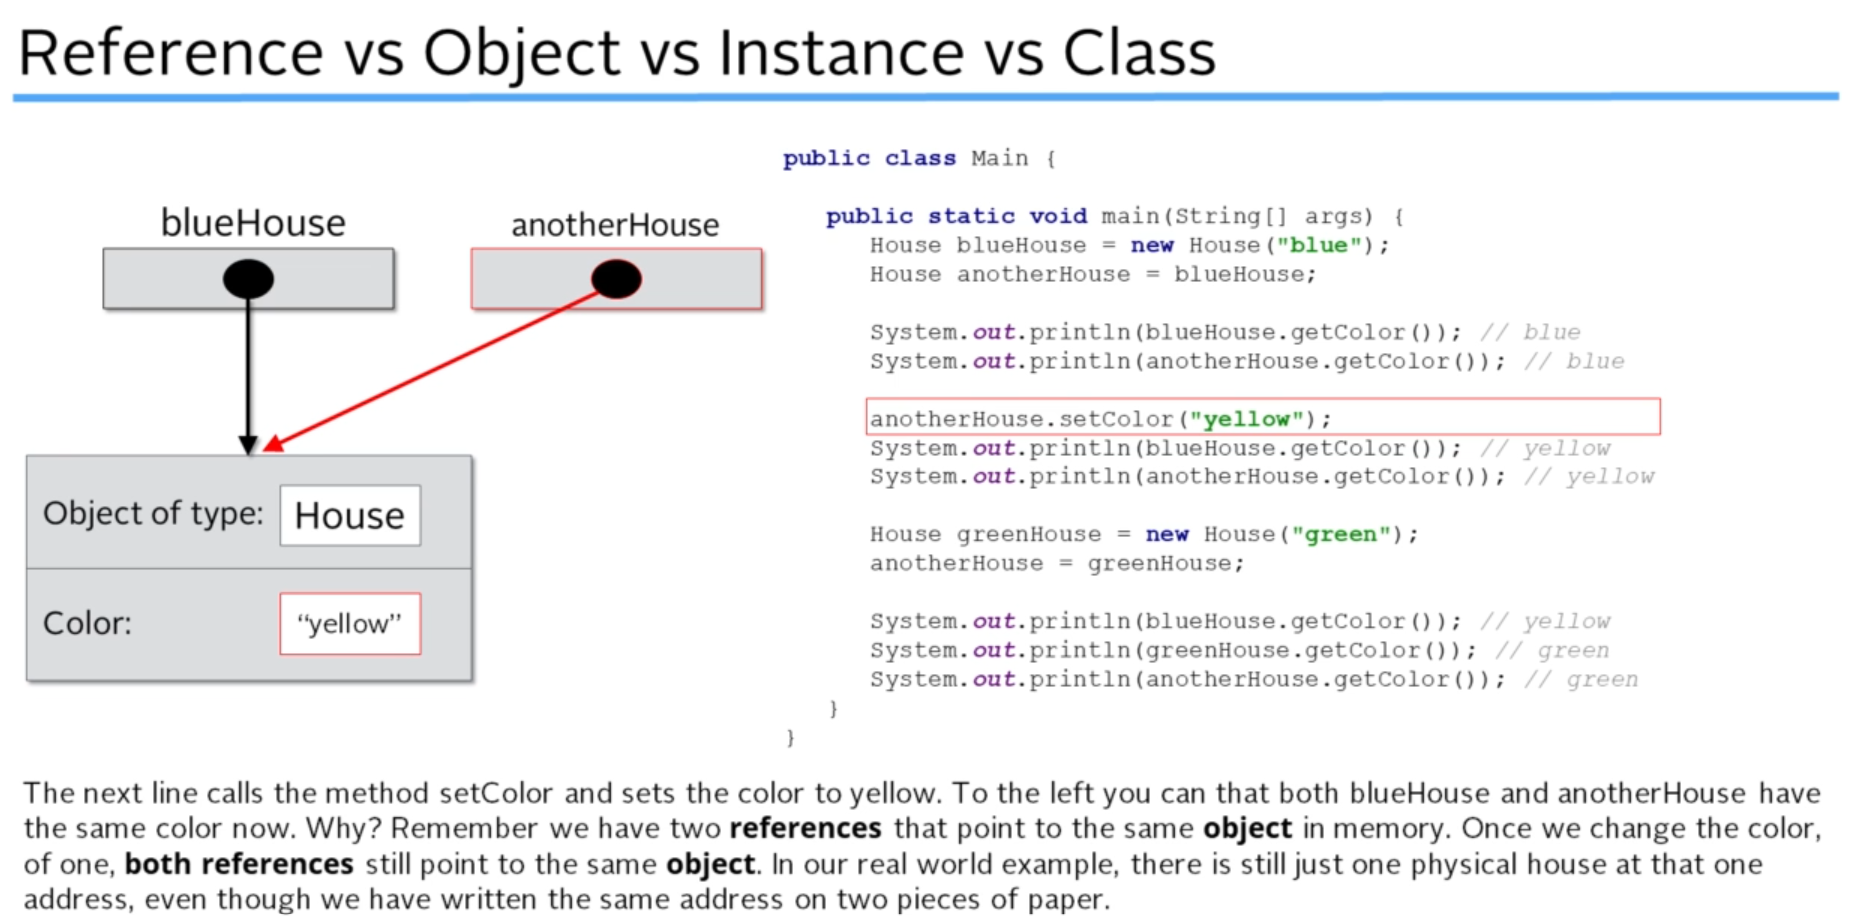 Reference vs Object vs Instance vs Class
blueHouse
anotherHouse
Object of type:
House
Color:
“yellow”
public class Main {
public static void main(String[] args) {
House blueHouse = new House("blue");
House anotherHouse = blueHouse;
System.out.println(blueHouse.getColor()); // blue
System.out.println(anotherHouse.getColor()); // blue
anotherHouse.setColor("yellow");
System.out.println(blueHouse.getColor()); // yellow
System.out.println(anotherHouse.getColor()); // yellow
House greenHouse = new House("green");
anotherHouse = greenHouse;
System.out.println(blueHouse.getColor()); // yellow
System.out.println(greenHouse.getColor()); // green
System.out.println(anotherHouse.getColor()); // green
}
}
The next line calls the method setColor and sets the color to yellow. To the left you can that both blueHouse and anotherHouse have
the same color now. Why? Remember we have two references that point to the same object in memory. Once we change the color,
of one, both references still point to the same object. In our real world example, there is still just one physical house at that one
address, even though we have written the same address on two pieces of paper.